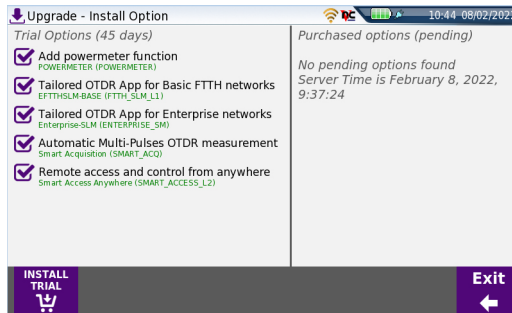 Upgrade - Install Option
10:44 08/02/202
Trial Options (45 days)
Add powermeter function
POWERMETER (POWERMETER)
Tailored OTDR App for Basic FTTH networks
EFTTHSLM-BASE (FTTH_SLM_L1)
Tailored OTDR App for Enterprise networks
Enterprise-SLM (ENTERPRISE_SM)
Automatic Multi-Pulses OTDR measurement
Smart Acquisition (SMART_ACQ)
Remote access and control from anywhere
Smart Access Anywhere (SMART_ACCESS_L2)
Purchased options (pending)
No pending options found
Server Time is February 8, 2022,
9:37:24
INSTALL
TRIAL
Exit